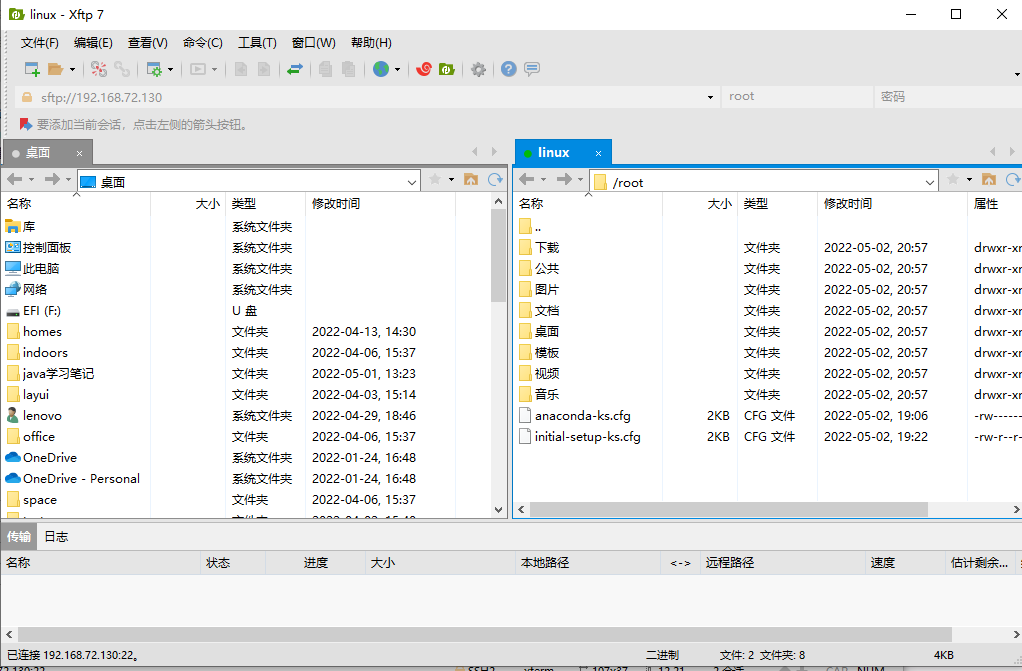 linux - Xftp 7
文件(F) 编辑(E) 查看(V) 命令(C) 工具(T) 窗口(W) 帮助(H)
sftp://192.168.72.130 root 密码
要添加当前会话，点击左侧的箭头按钮。
桌面 × linux ×
桌面 /root
名称 大小 类型 修改时间 名称 大小 类型 修改时间 属性
库 系统文件夹 ..
控制面板 系统文件夹 下载 文件夹 2022-05-02, 20:57 drwxr-xr
此电脑 系统文件夹 公共 文件夹 2022-05-02, 20:57 drwxr-xr
网络 系统文件夹 图片 文件夹 2022-05-02, 20:57 drwxr-xr
EFI (F:) U 盘 文档 文件夹 2022-05-02, 20:57 drwxr-xr
homes 文件夹 2022-04-13, 14:30 桌面 文件夹 2022-05-02, 20:57 drwxr-xr
indoors 文件夹 2022-04-06, 15:37 模板 文件夹 2022-05-02, 20:57 drwxr-xr
java学习笔记 文件夹 2022-05-01, 13:23 视频 文件夹 2022-05-02, 20:57 drwxr-xr
layui 文件夹 2022-04-03, 15:14 音乐 文件夹 2022-05-02, 20:57 drwxr-xr
lenovo 系统文件夹 2022-04-29, 18:46 anaconda-ks.cfg 2KB CFG 文件 2022-05-02, 19:06 -rw------
office 文件夹 2022-04-06, 15:37 initial-setup-ks.cfg 2KB CFG 文件 2022-05-02, 19:22 -rw-r--r-
OneDrive 系统文件夹 2022-01-24, 16:48
OneDrive - Personal 系统文件夹 2022-01-24, 16:48
space 文件夹 2022-04-06, 15:37
传输 日志
名称 状态 进度 大小 本地路径 <-> 远程路径 速度 估计剩余...
已连接 192.168.72.130:22。 二进制 文件: 2 文件夹: 8 4KB